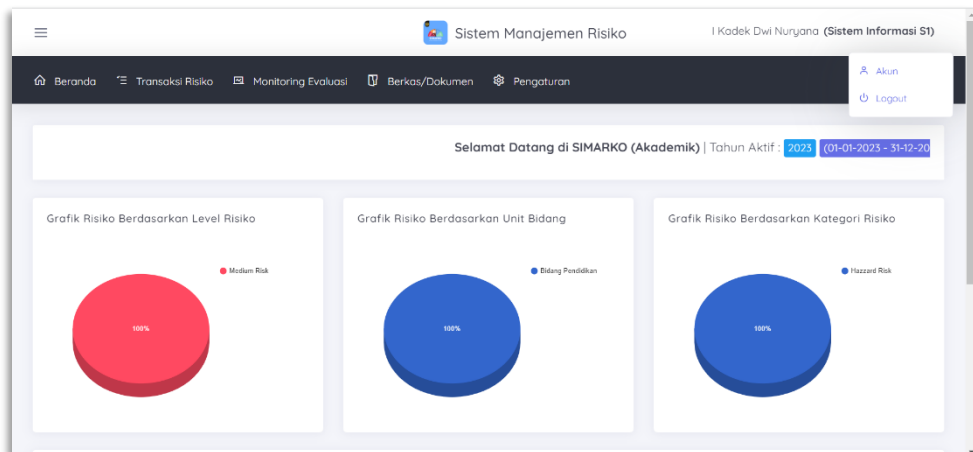 Sistem Manajemen Risiko
I Kadek Dwi Nuryana (Sistem Informasi S1)
Beranda Transaksi Risiko Monitoring Evaluasi Berkas/Dokumen Pengaturan
Akun
Logout
Selamat Datang di SIMARKO (Akademik) | Tahun Aktif : 2023 (01-01-2023 - 31-12-20
Grafik Risiko Berdasarkan Level Risiko
Medium Risk
100%
Grafik Risiko Berdasarkan Unit Bidang
Bidang Pendidikan
100%
Grafik Risiko Berdasarkan Kategori Risiko
Hazzard Risk
100%